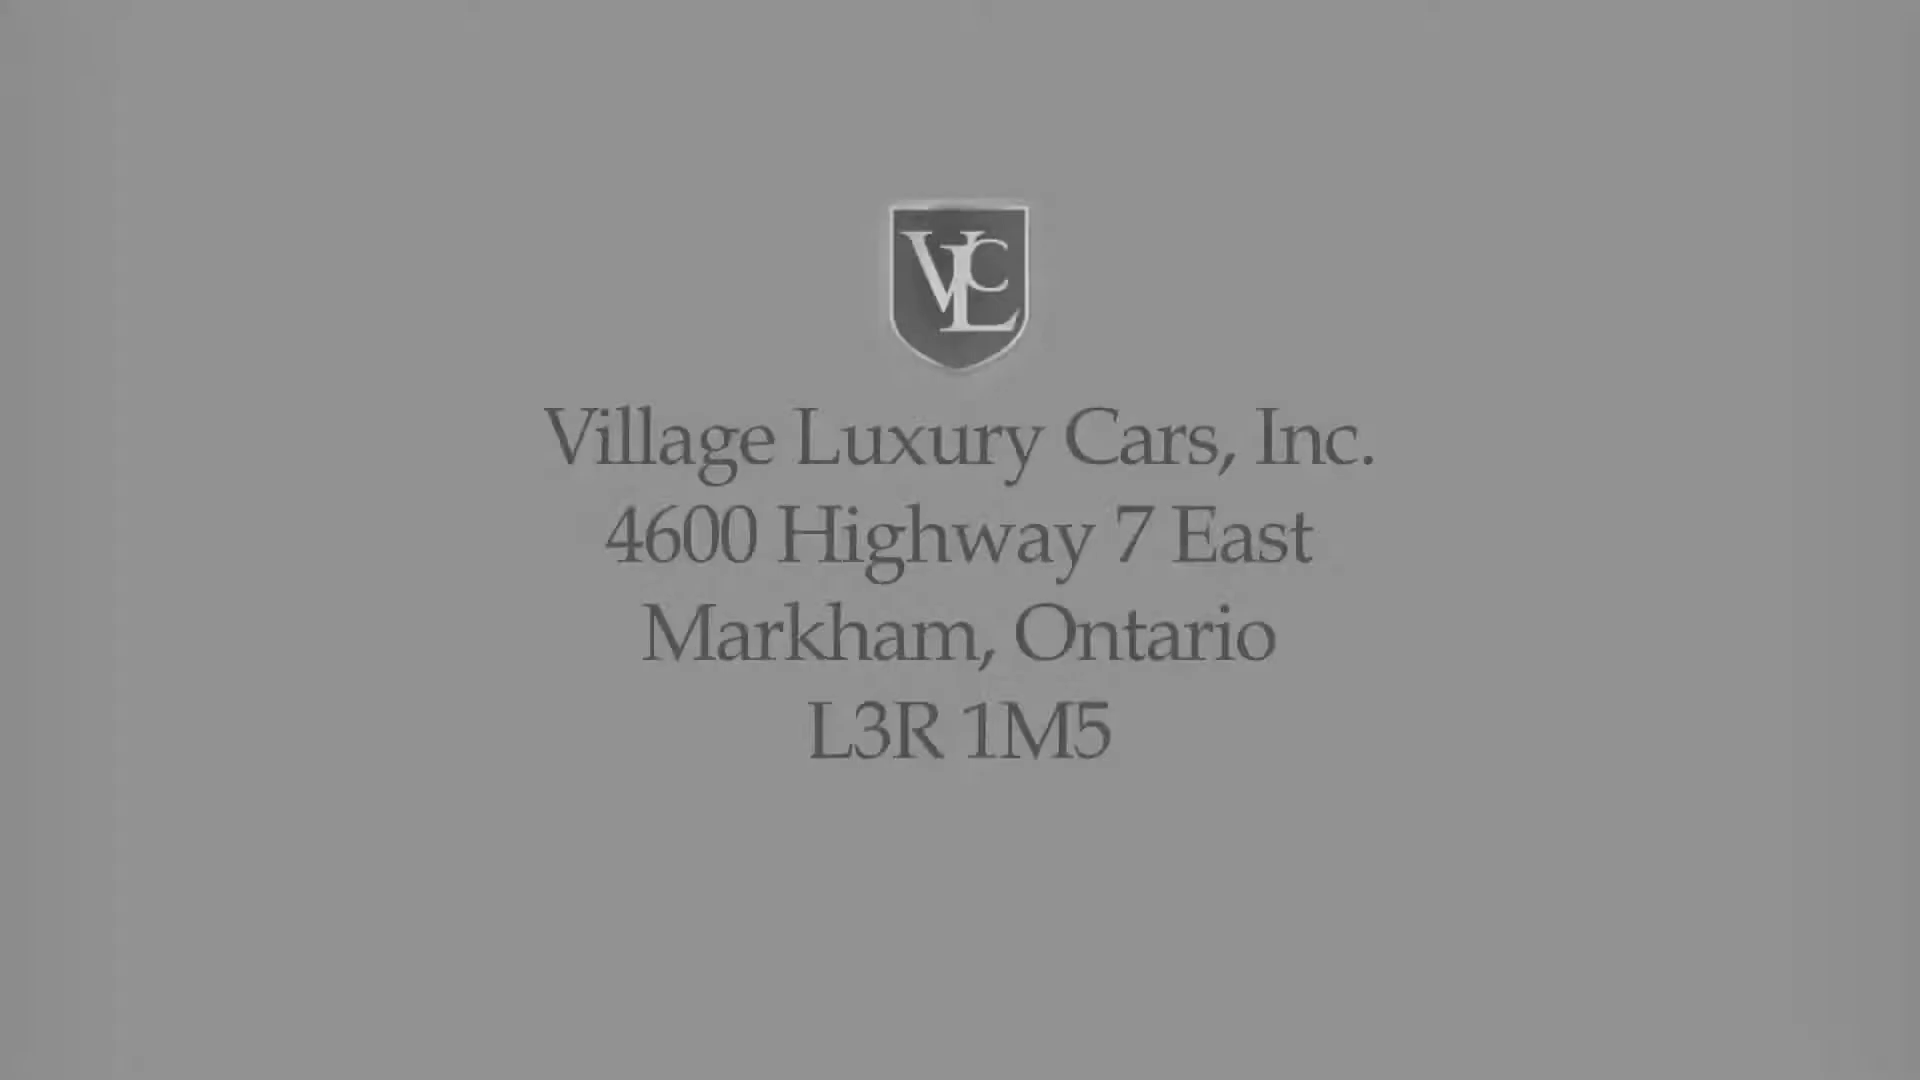 VLC
Village Luxury Cars, Inc.
4600 Highway 7 East
Markham, Ontario
L3R 1M5